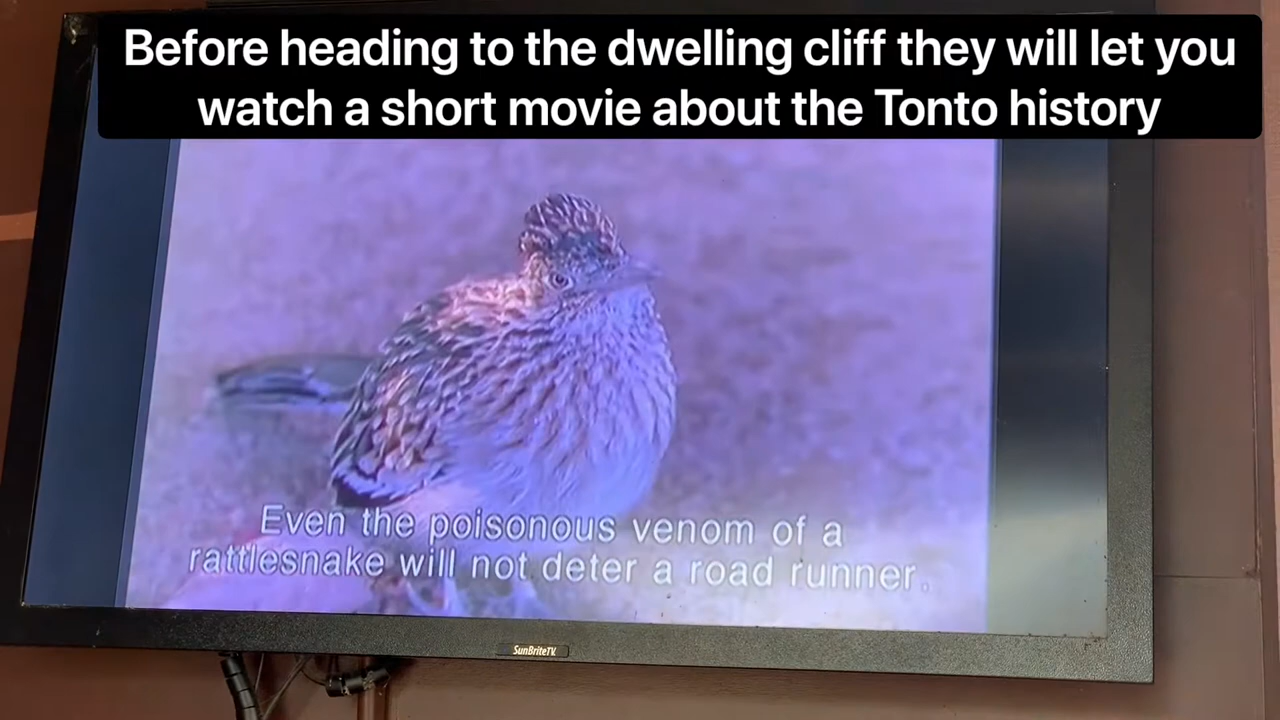 Before heading to the dwelling cliff they will let you
watch a short movie about the Tonto history
Even the poisonous venom of a
rattlesnake will not deter a road runner.
SunBriteTV